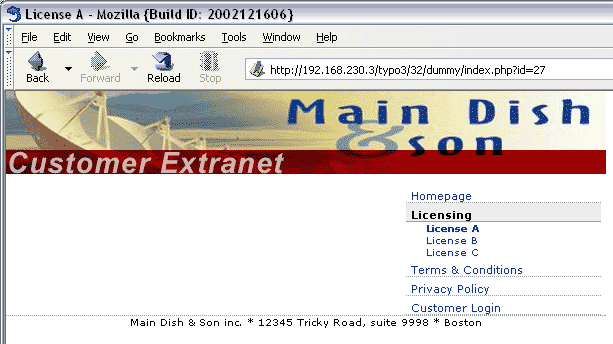 License A - Mozilla {Build ID: 2002121606}
File Edit View Go Bookmarks Tools Window Help
Back Forward Reload Stop
http://192.168.230.3/typo3/32/dummy/index.php?id=27
Main Dish
& son
Customer Extranet
Homepage
Licensing
License A
License B
License C
Terms & Conditions
Privacy Policy
Customer Login
Main Dish & Son inc. * 12345 Tricky Road, suite 9998 * Boston